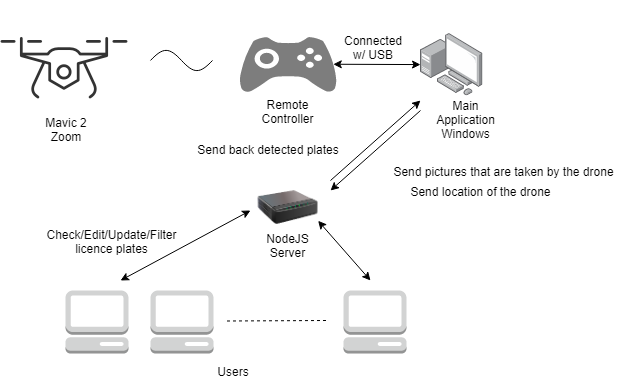 Connected
w/ USB
Mavic 2
Zoom
Remote
Controller
Main
Application
Windows
Send back detected plates
Send pictures that are taken by the drone
Send location of the drone
NodeJS
Server
Check/Edit/Update/Filter
licence plates
Users